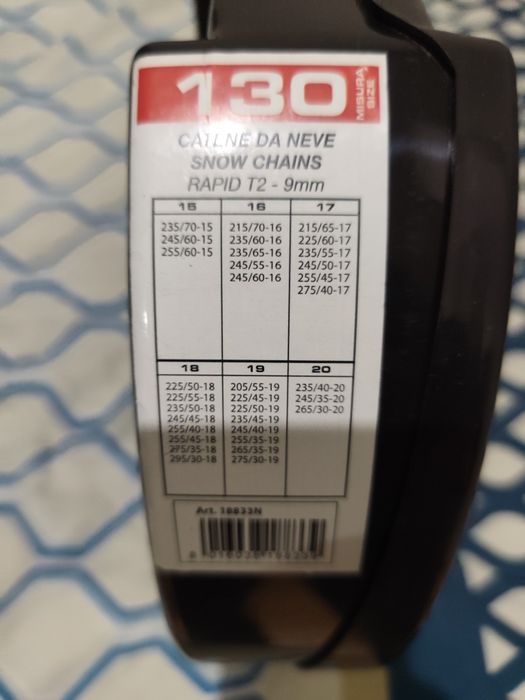 130 MISURA SIZE
CATENE DA NEVE
SNOW CHAINS
RAPID T2 - 9mm
15 16 17
235/70-15 215/70-16 215/65-17
245/60-15 235/60-16 225/60-17
255/60-15 235/65-16 235/55-17
245/55-16 245/50-17
245/60-16 255/45-17
275/40-17
18 19 20
225/50-18 205/55-19 235/40-20
225/55-18 225/45-19 245/35-20
235/50-18 225/50-19 265/30-20
245/45-18 235/45-19
255/40-18 245/40-19
255/45-18 255/35-19
275/35-18 265/35-19
295/30-18 275/30-19
Art. 18833N